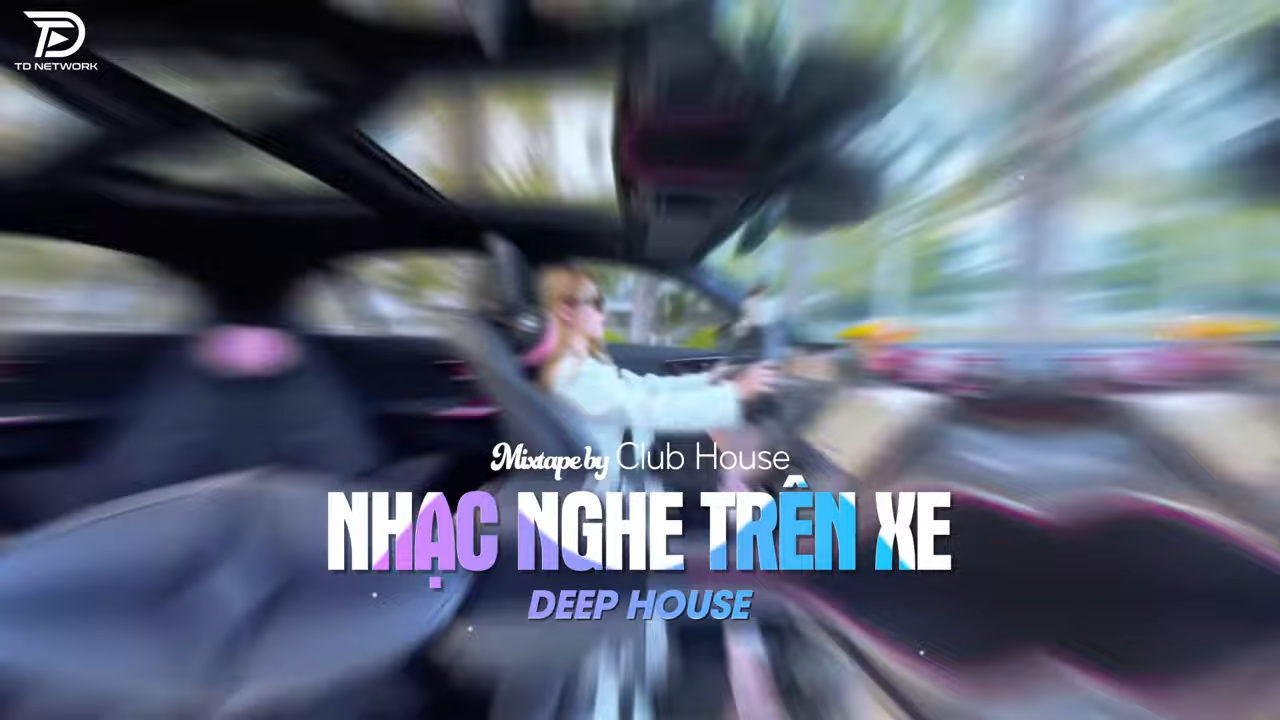 TD NETWORK
Mixtape by Club House
NHẠC NGHE TRÊN XE
DEEP HOUSE